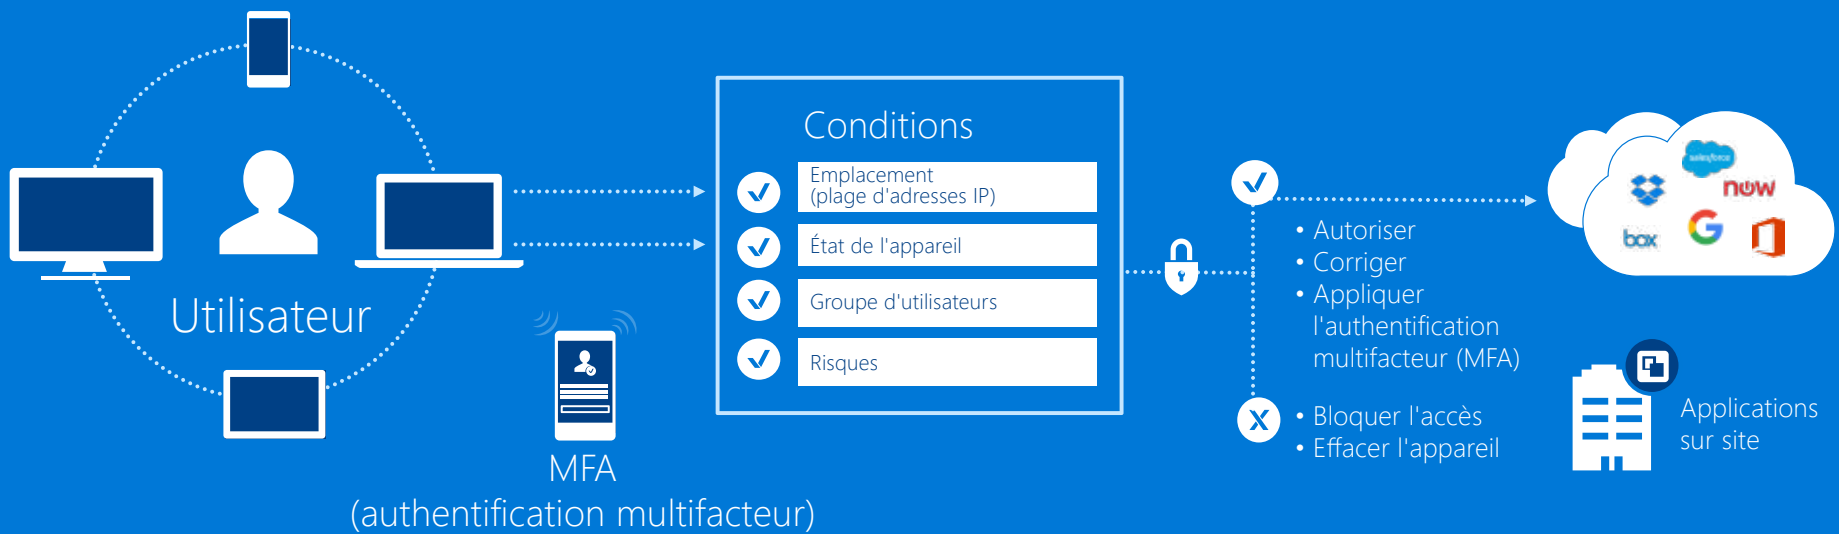 Utilisateur
MFA
(authentification multifacteur)
Conditions
Emplacement
(plage d'adresses IP)
État de l'appareil
Groupe d'utilisateurs
Risques
• Autoriser
• Corriger
• Appliquer
l'authentification
multifacteur (MFA)
• Bloquer l'accès
• Effacer l'appareil
salesforce
now
box
G
Applications
sur site